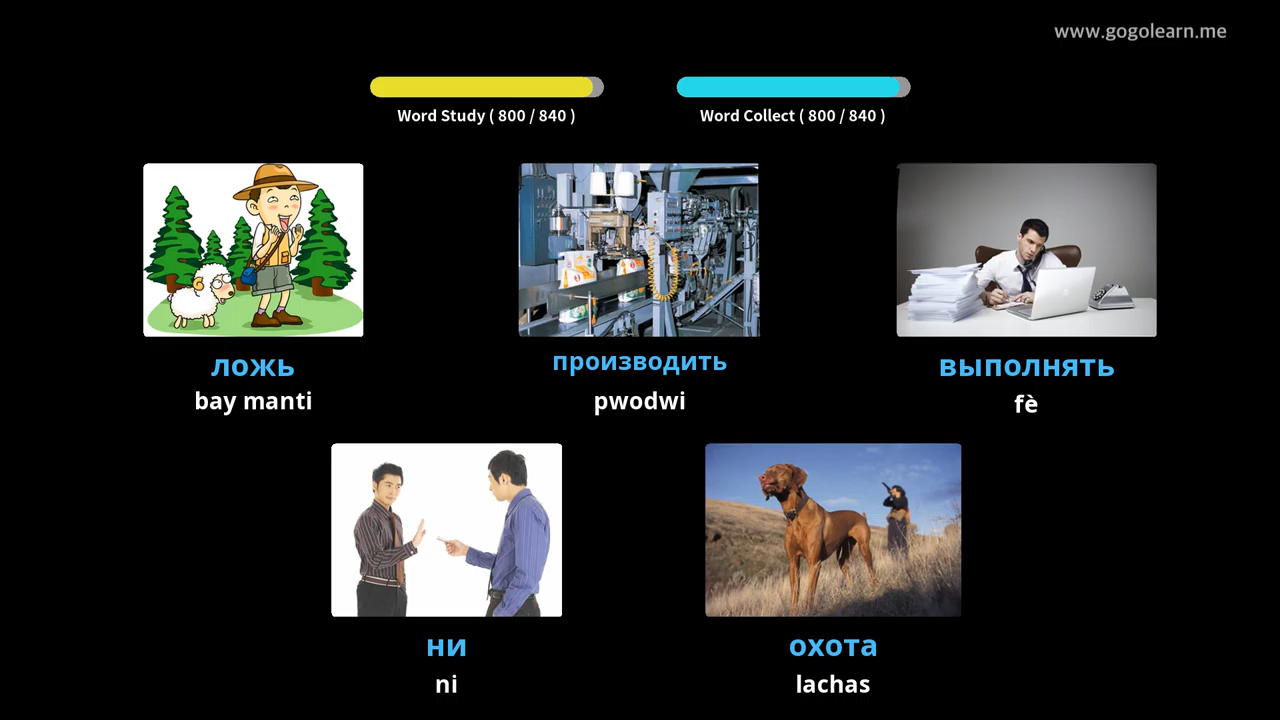 www.gogolearn.me
Word Study ( 800 / 840 )
Word Collect ( 800 / 840 )
ложь
bay manti
производить
pwodwi
выполнять
fè
ни
ni
охота
lachas